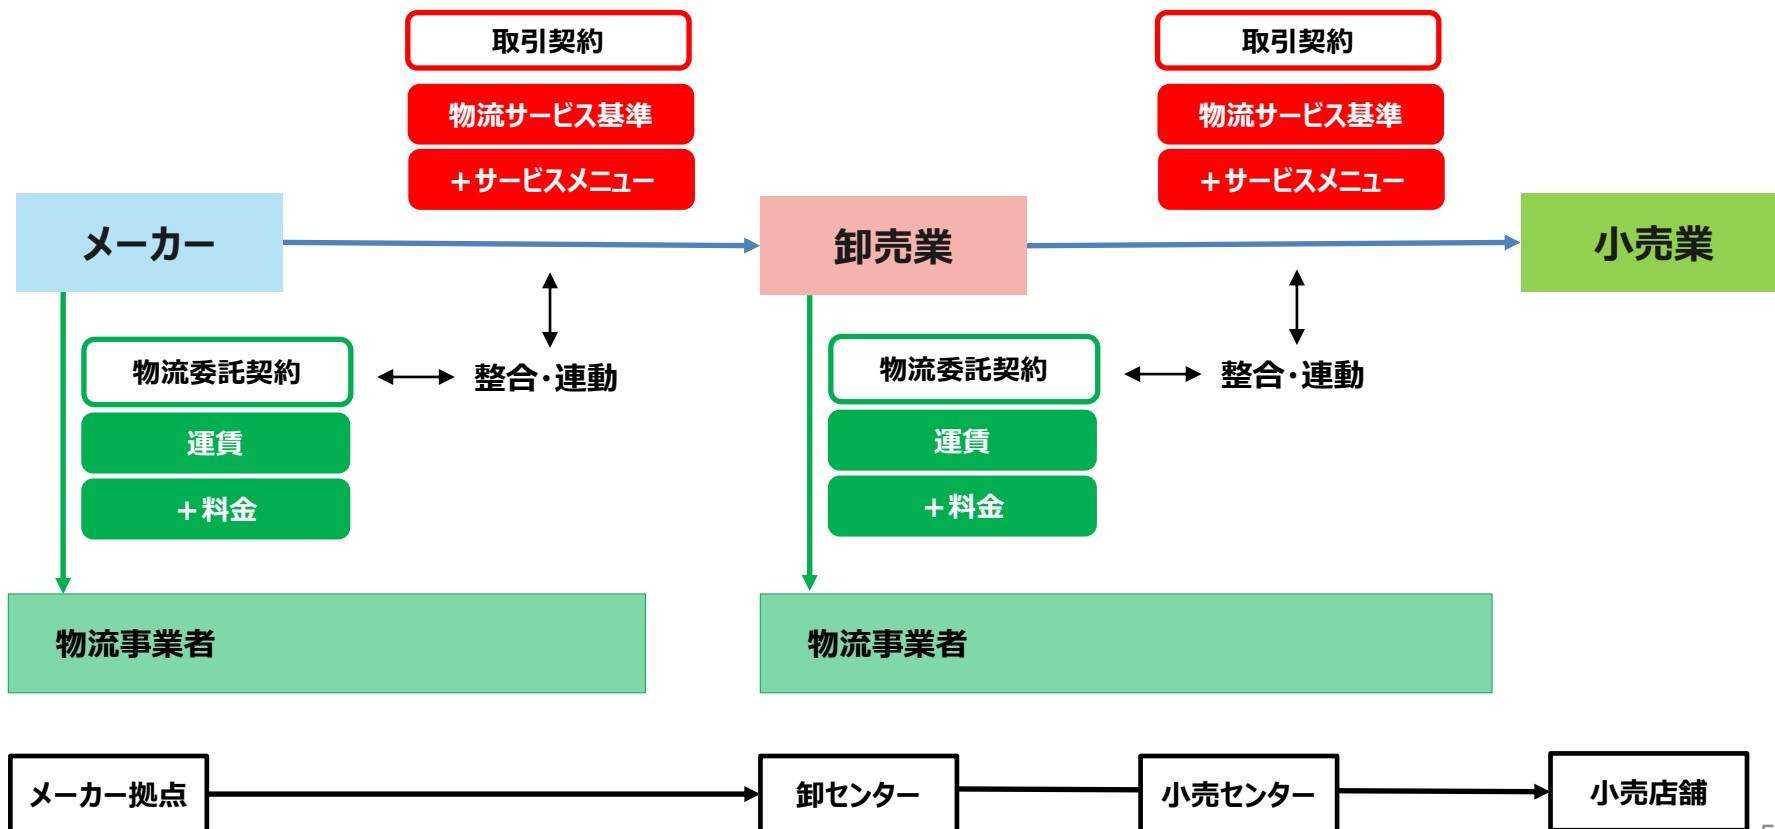 取引契約
取引契約
物流サービス基準
物流サービス基準
＋サービスメニュー
＋サービスメニュー
メーカー
卸売業
小売業
物流委託契約
整合・連動
物流委託契約
整合・連動
運賃
運賃
＋料金
＋料金
物流事業者
物流事業者
メーカー拠点
卸センター
小売センター
小売店舗